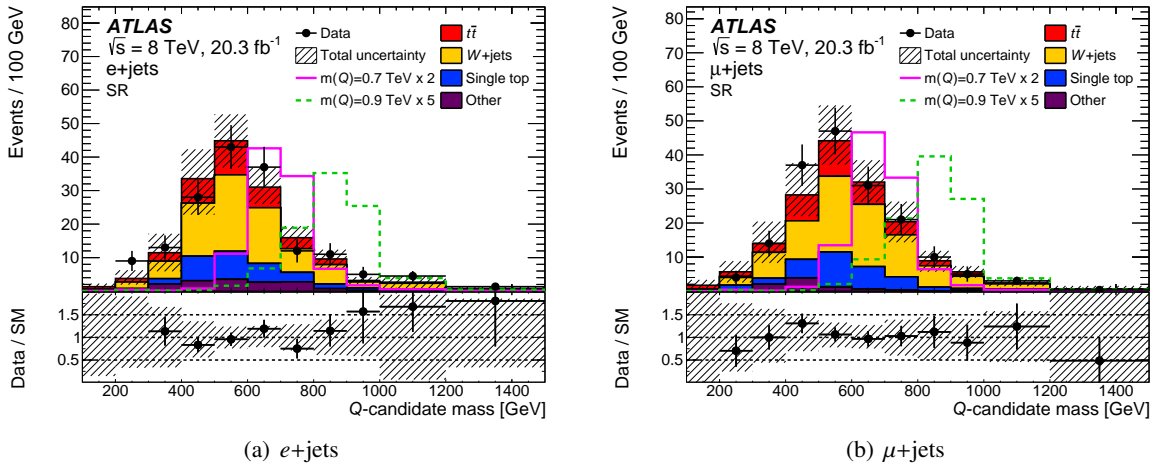 ATLAS
√s = 8 TeV, 20.3 fb-1
e+jets
SR
Data
Total uncertainty
m(Q)=0.7 TeV x 2
m(Q)=0.9 TeV x 5
tt̄
W+jets
Single top
Other
Events / 100 GeV
80
70
60
50
40
30
20
10
Data / SM
1.5
1
0.5
200 400 600 800 1000 1200 1400
Q-candidate mass [GeV]
(a) e+jets
ATLAS
√s = 8 TeV, 20.3 fb-1
μ+jets
SR
Data
Total uncertainty
m(Q)=0.7 TeV x 2
m(Q)=0.9 TeV x 5
tt̄
W+jets
Single top
Other
Events / 100 GeV
80
70
60
50
40
30
20
10
Data / SM
1.5
1
0.5
200 400 600 800 1000 1200 1400
Q-candidate mass [GeV]
(b) μ+jets